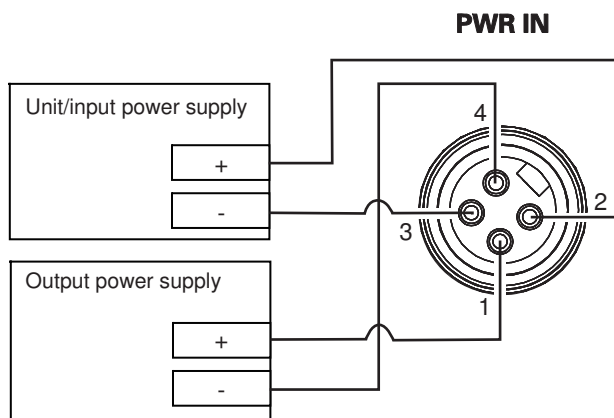 PWR IN
Unit/input power supply
+
-
4
2
3
1
Output power supply
+
-